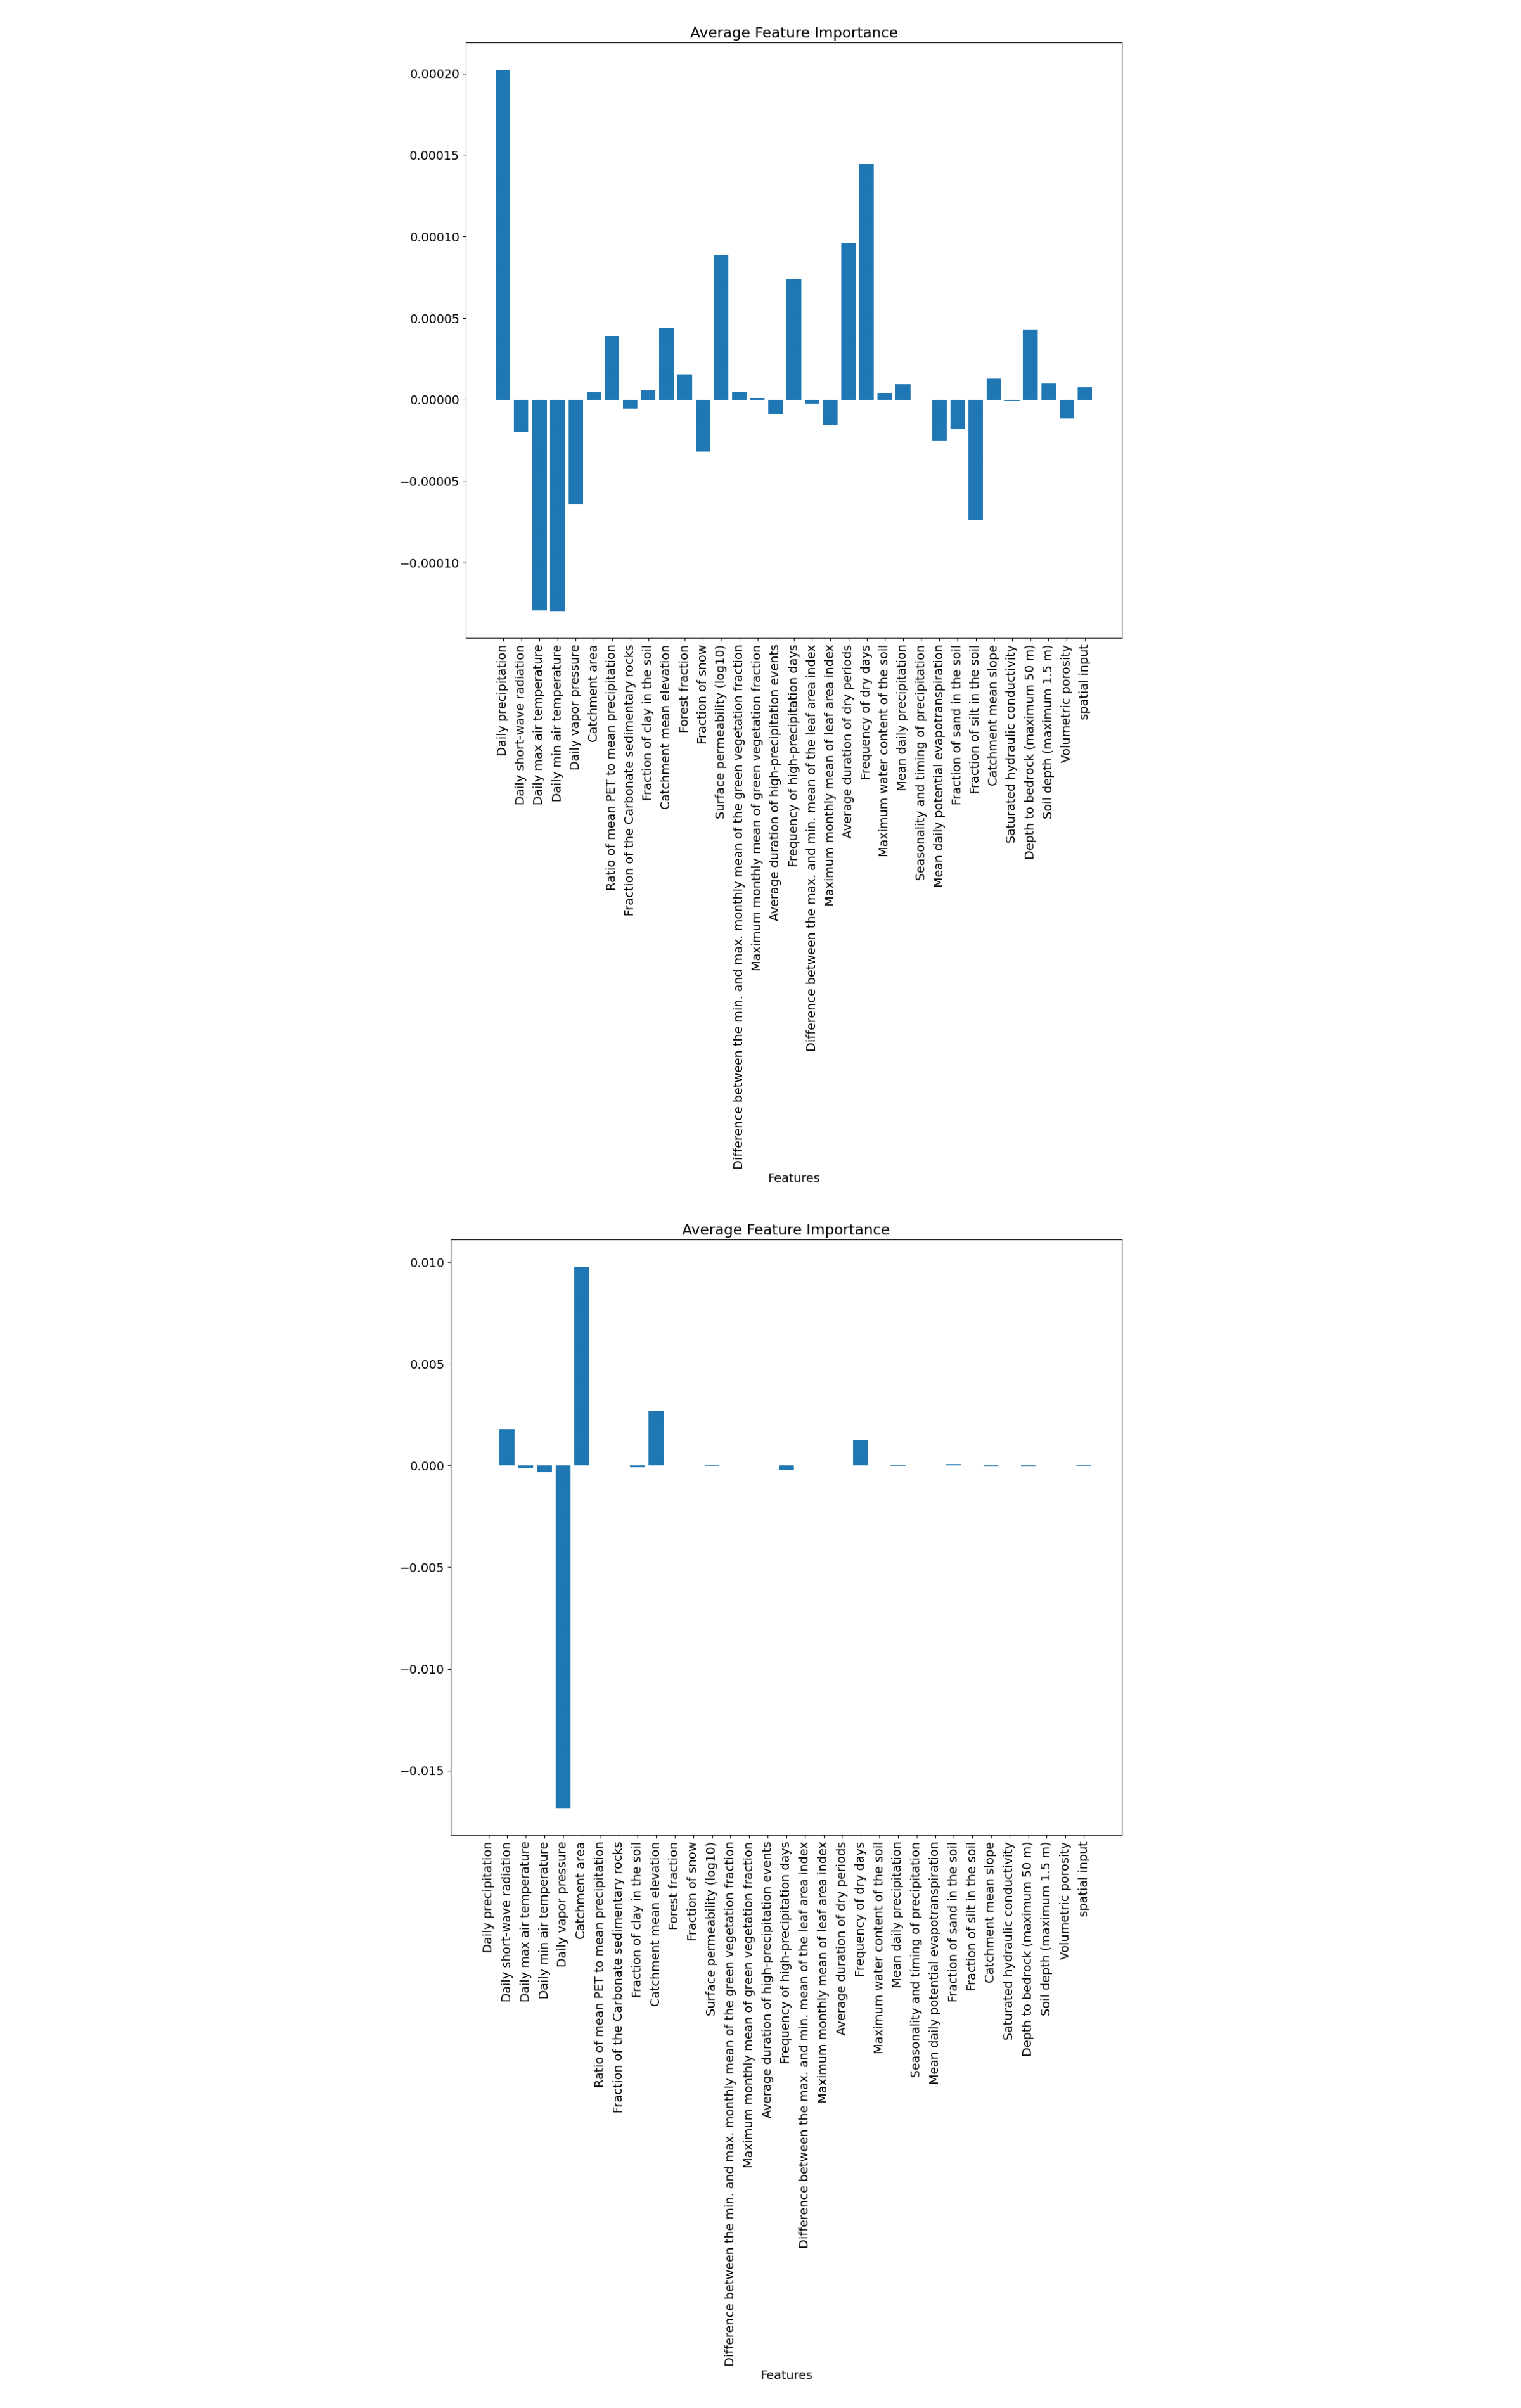 Average Feature Importance
0.00020
0.00015
0.00010
0.00005
0.00000
−0.00005
−0.00010
Daily precipitation
Daily short-wave radiation
Daily max air temperature
Daily min air temperature
Daily vapor pressure
Catchment area
Ratio of mean PET to mean precipitation
Fraction of the Carbonate sedimentary rocks
Fraction of clay in the soil
Catchment mean elevation
Forest fraction
Fraction of snow
Surface permeability (log10)
Difference between the min. and max. monthly mean of the green vegetation fraction
Maximum monthly mean of green vegetation fraction
Average duration of high-precipitation events
Frequency of high-precipitation days
Difference between the max. and min. mean of the leaf area index
Maximum monthly mean of leaf area index
Average duration of dry periods
Frequency of dry days
Maximum water content of the soil
Mean daily precipitation
Seasonality and timing of precipitation
Mean daily potential evapotranspiration
Fraction of sand in the soil
Fraction of silt in the soil
Catchment mean slope
Saturated hydraulic conductivity
Depth to bedrock (maximum 50 m)
Soil depth (maximum 1.5 m)
Volumetric porosity
spatial input
Features
Average Feature Importance
0.010
0.005
0.000
−0.005
−0.010
−0.015
Daily precipitation
Daily short-wave radiation
Daily max air temperature
Daily min air temperature
Daily vapor pressure
Catchment area
Ratio of mean PET to mean precipitation
Fraction of the Carbonate sedimentary rocks
Fraction of clay in the soil
Catchment mean elevation
Forest fraction
Fraction of snow
Surface permeability (log10)
Difference between the min. and max. monthly mean of the green vegetation fraction
Maximum monthly mean of green vegetation fraction
Average duration of high-precipitation events
Frequency of high-precipitation days
Difference between the max. and min. mean of the leaf area index
Maximum monthly mean of leaf area index
Average duration of dry periods
Frequency of dry days
Maximum water content of the soil
Mean daily precipitation
Seasonality and timing of precipitation
Mean daily potential evapotranspiration
Fraction of sand in the soil
Fraction of silt in the soil
Catchment mean slope
Saturated hydraulic conductivity
Depth to bedrock (maximum 50 m)
Soil depth (maximum 1.5 m)
Volumetric porosity
spatial input
Features